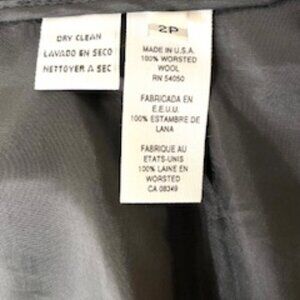 DRY CLEAN
LAVADO EN SECO
NETTOYER A SEC
2P
MADE IN U.S.A.
100% WORSTED
WOOL
RN 54050
FABRICADA EN
E.E.U.U.
100% ESTAMBRE DE
LANA
FABRIQUE AU
ETATS-UNIS
100% LAINE EN
WORSTED
CA 08349